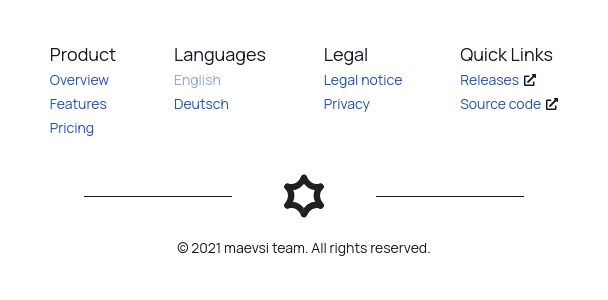 Product
Overview
Features
Pricing
Languages
English
Deutsch
Legal
Legal notice
Privacy
Quick Links
Releases
Source code
© 2021 maevsi team. All rights reserved.